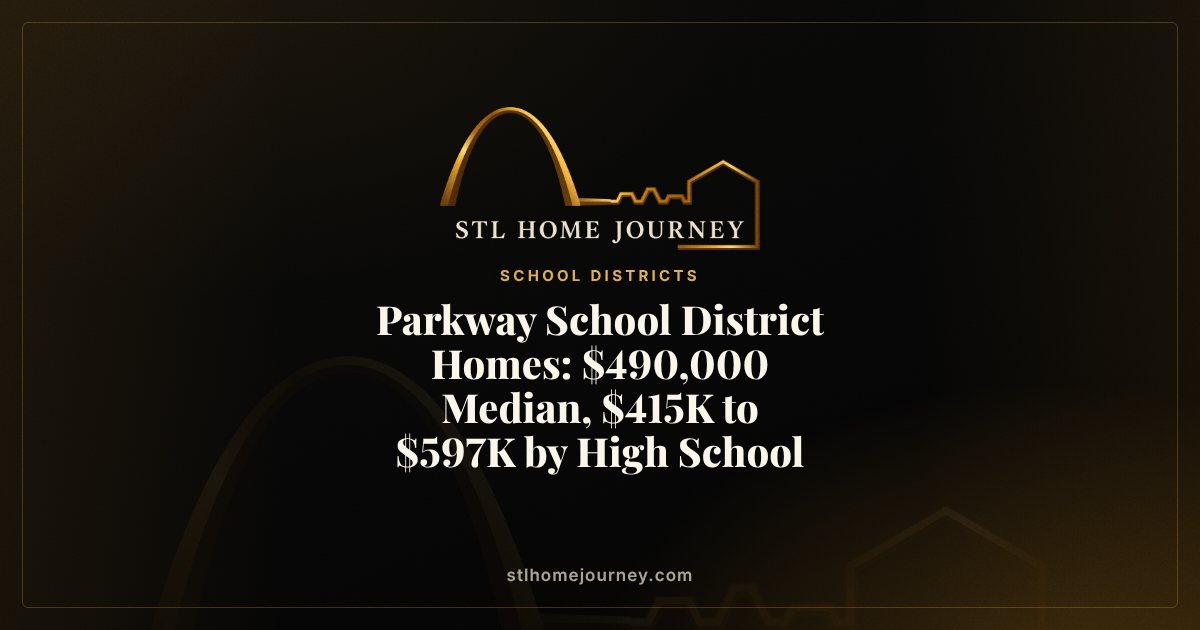 STL HOME JOURNEY
SCHOOL DISTRICTS
Parkway School District
Homes: $490,000
Median, $415K to
$597K by High School
stlhomejourney.com